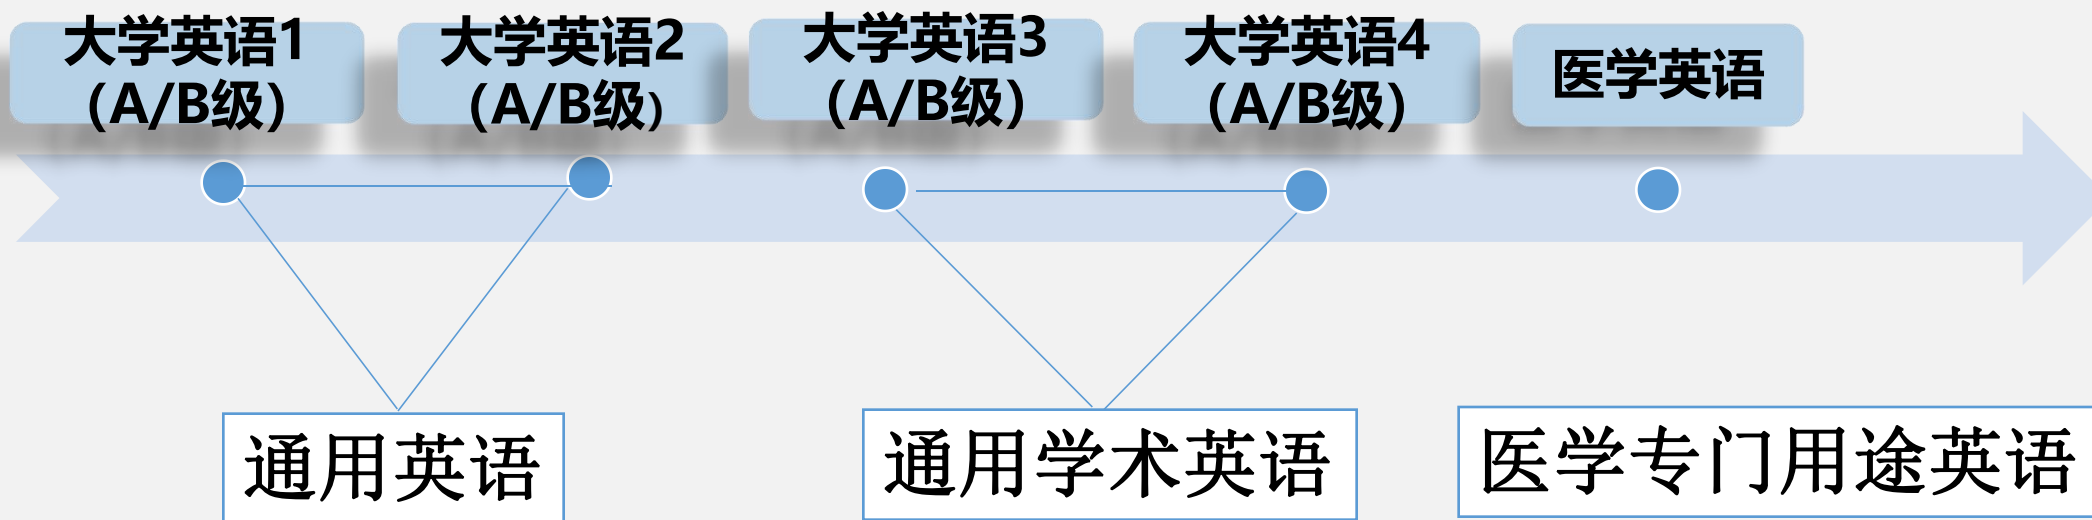 大学英语1
（A/B级）
大学英语2
（A/B级）
大学英语3
（A/B级）
大学英语4
（A/B级）
医学英语
通用英语
通用学术英语
医学专门用途英语